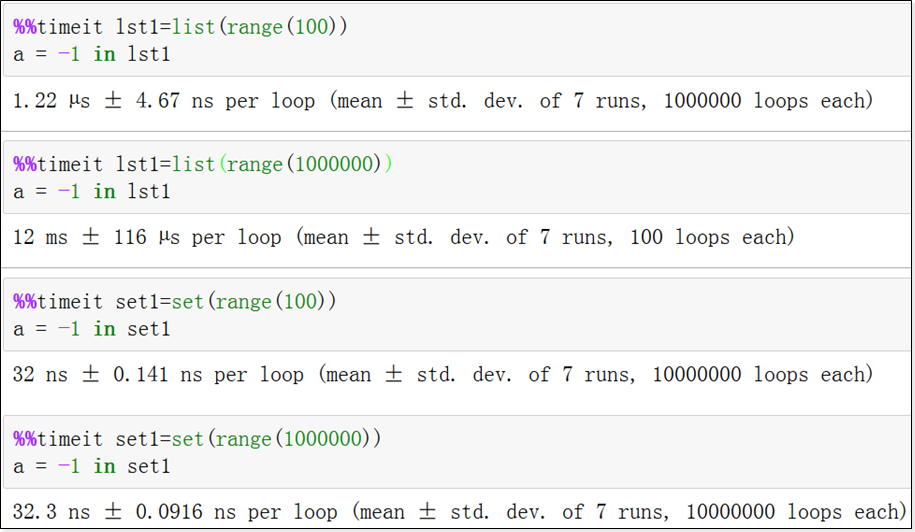 %%timeit lst1=list(range(100))
a = -1 in lst1
1.22 μs ± 4.67 ns per loop (mean ± std. dev. of 7 runs, 1000000 loops each)
%%timeit lst1=list(range(1000000))
a = -1 in lst1
12 ms ± 116 μs per loop (mean ± std. dev. of 7 runs, 100 loops each)
%%timeit set1=set(range(100))
a = -1 in set1
32 ns ± 0.141 ns per loop (mean ± std. dev. of 7 runs, 10000000 loops each)
%%timeit set1=set(range(1000000))
a = -1 in set1
32.3 ns ± 0.0916 ns per loop (mean ± std. dev. of 7 runs, 10000000 loops each)